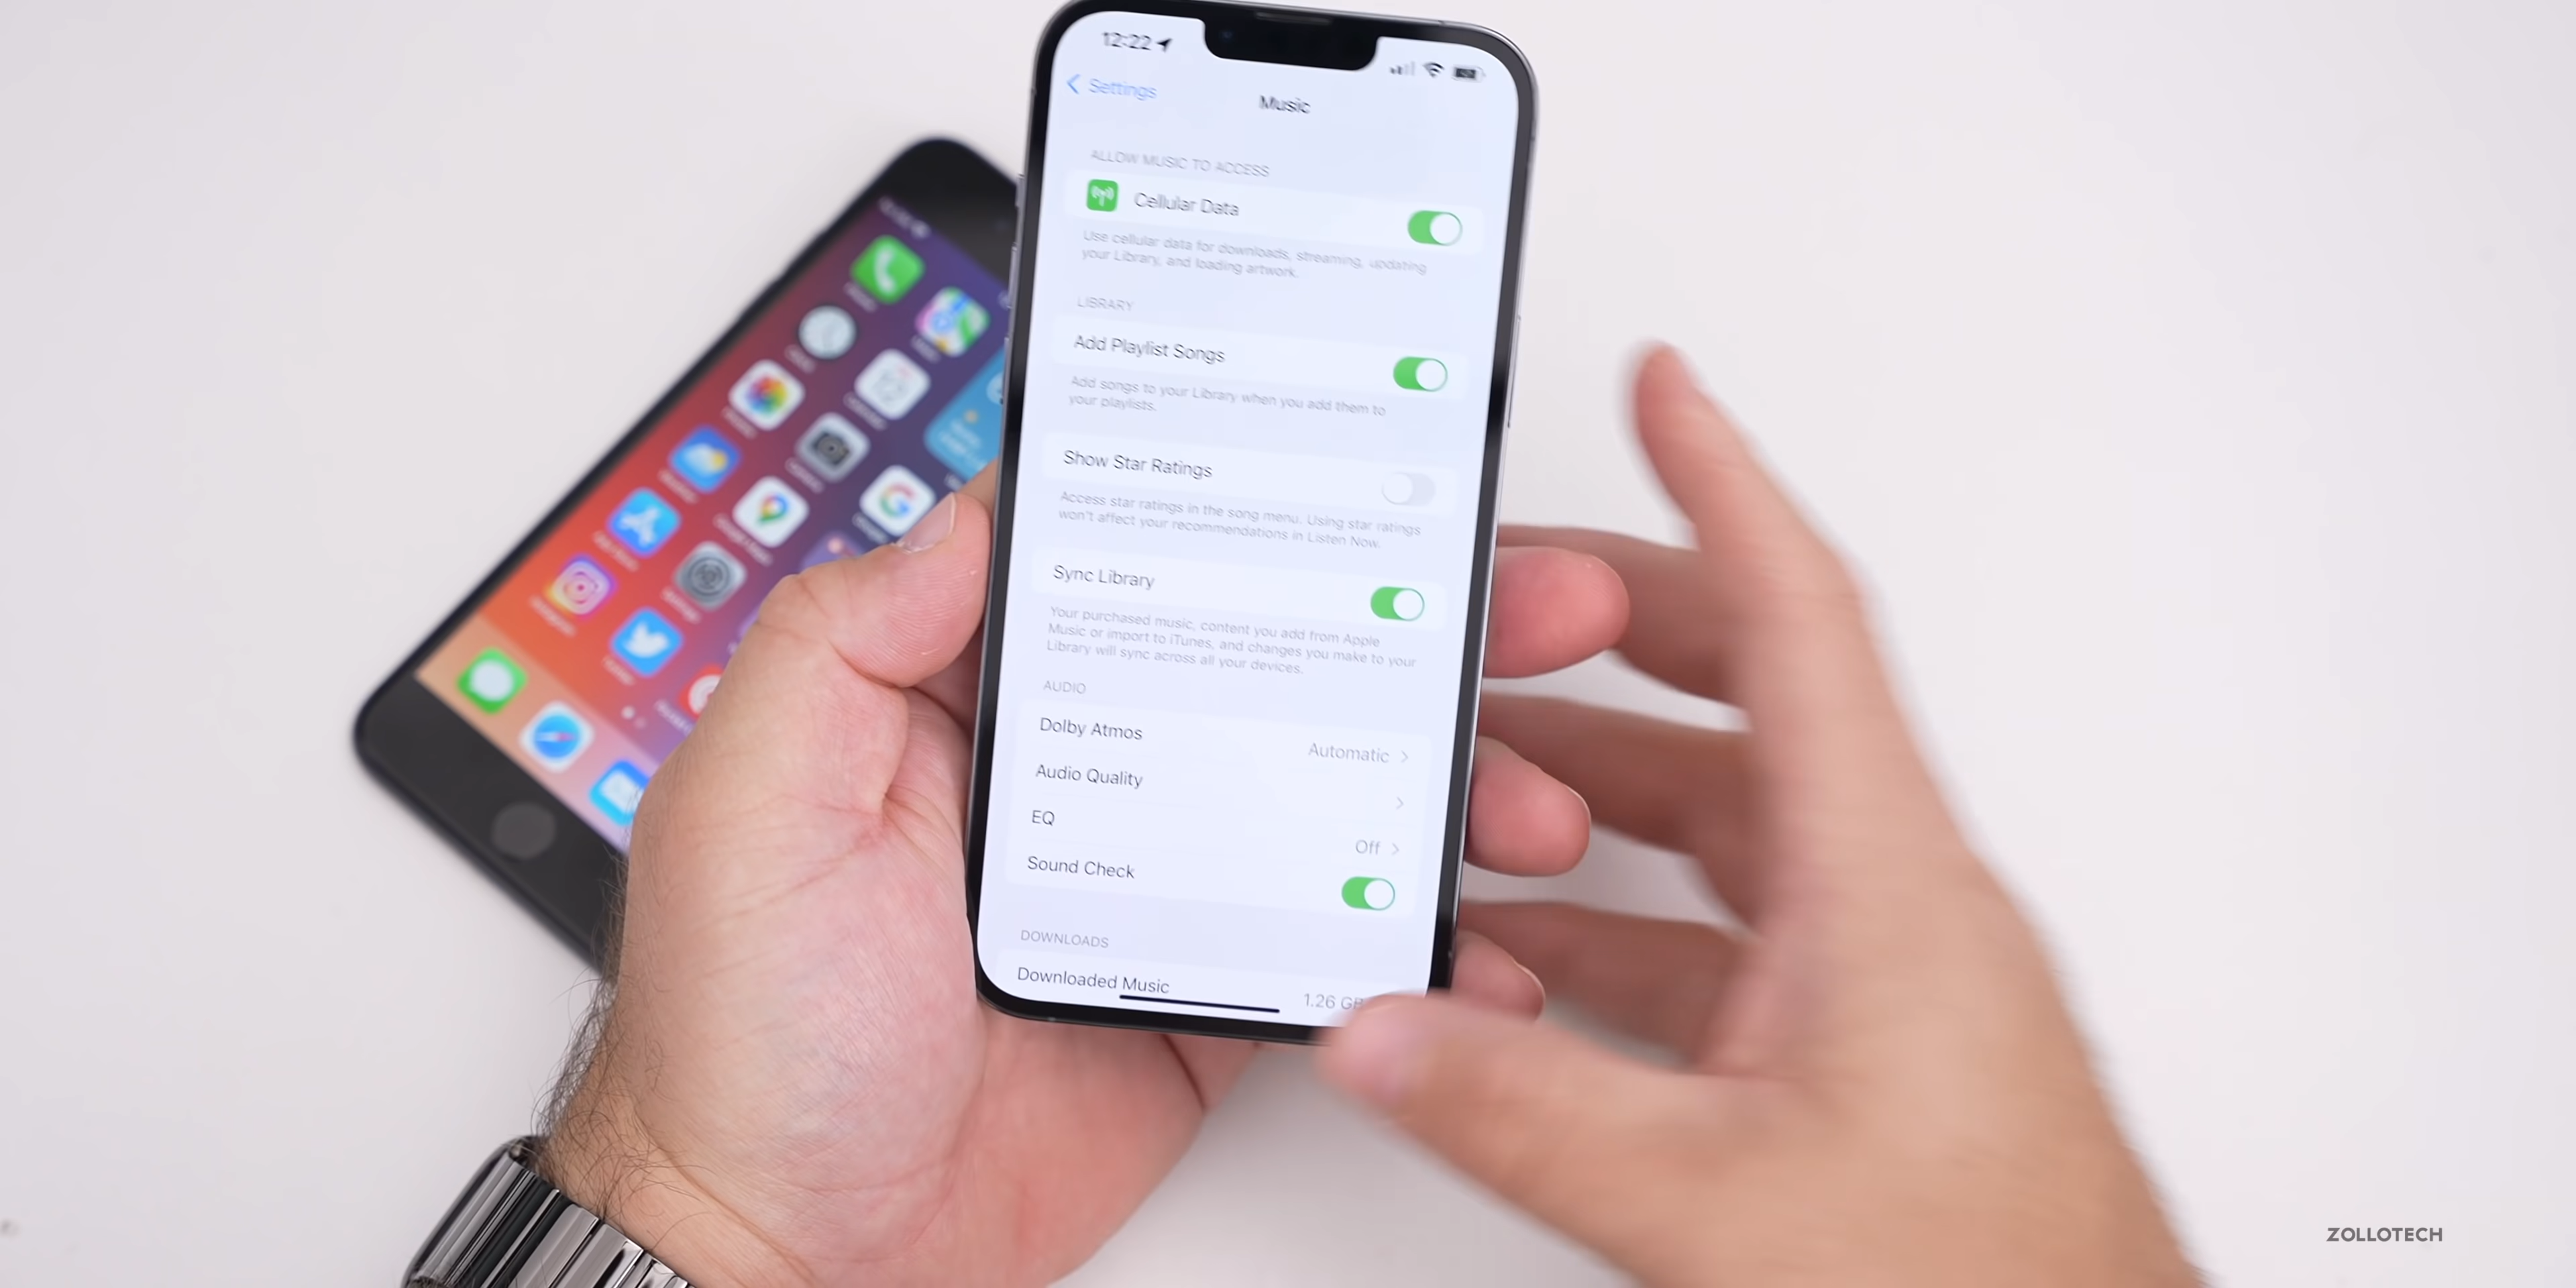 12:22
Settings
Music
ALLOW MUSIC TO ACCESS
Cellular Data
Use cellular data for downloads, streaming, updating
your Library, and loading artwork.
LIBRARY
Add Playlist Songs
Add songs to your Library when you add them to
your playlists.
Show Star Ratings
Access star ratings in the song menu. Using star ratings
won't affect your recommendations in Listen Now.
Sync Library
Your purchased music, content you add from Apple
Music or import to iTunes, and changes you make to your
Library will sync across all your devices.
AUDIO
Dolby Atmos Automatic
Audio Quality
EQ Off
Sound Check
DOWNLOADS
Downloaded Music 1.26 GB
ZOLLOTECH